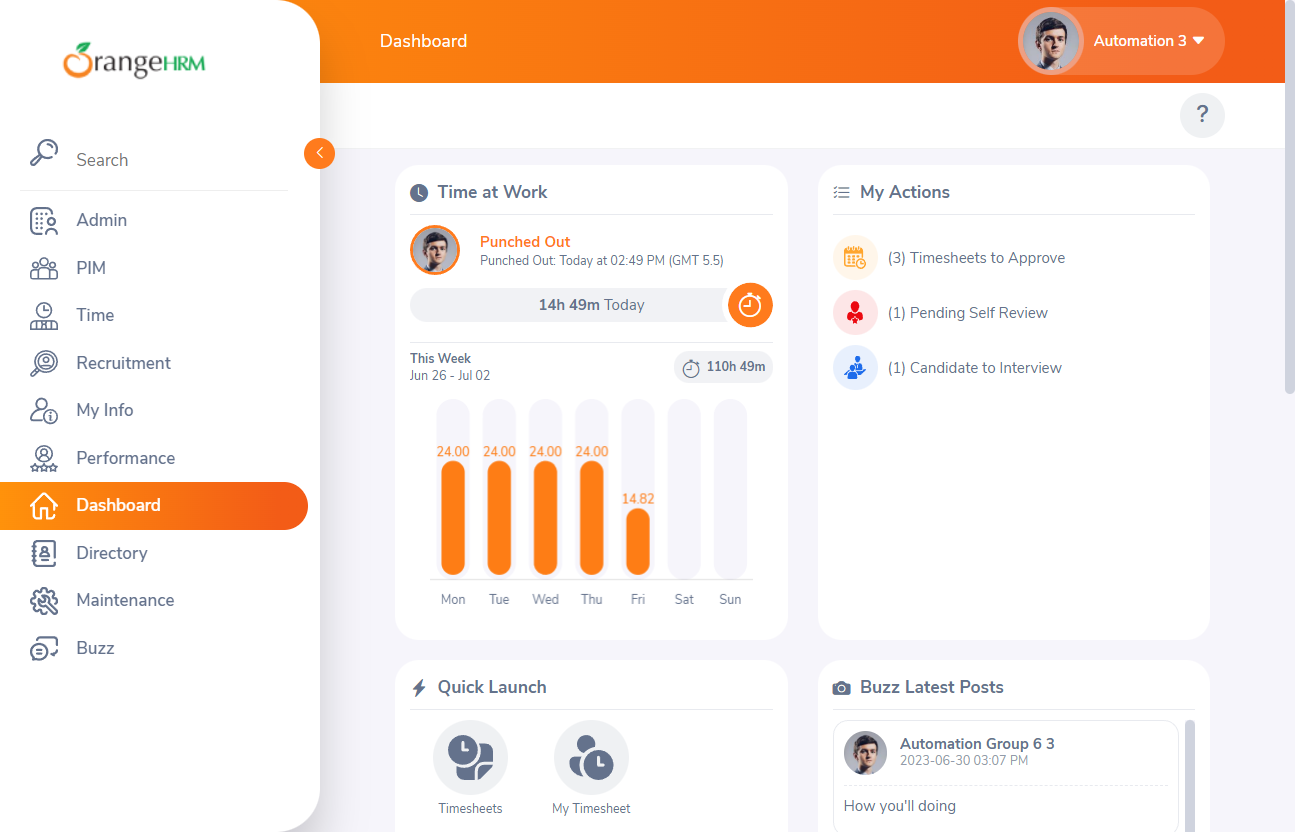 OrangeHRM
Search
Admin
PIM
Time
Recruitment
My Info
Performance
Dashboard
Directory
Maintenance
Buzz
Dashboard
Automation 3
?
Time at Work
Punched Out
Punched Out: Today at 02:49 PM (GMT 5.5)
14h 49m Today
This Week
Jun 26 - Jul 02
110h 49m
24.00 24.00 24.00 24.00
14.82
Mon Tue Wed Thu Fri Sat Sun
My Actions
(3) Timesheets to Approve
(1) Pending Self Review
(1) Candidate to Interview
Quick Launch
Timesheets
My Timesheet
Buzz Latest Posts
Automation Group 6 3
2023-06-30 03:07 PM
How you'll doing